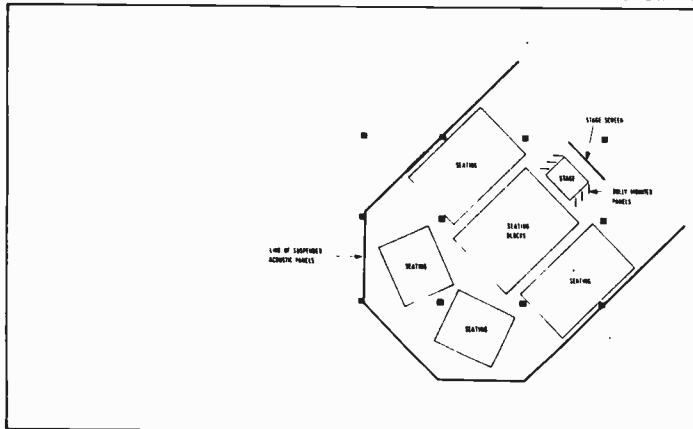 STAGE SCREEN
SEATING
STAGE
DOLLY MOUNTED
PANELS
SEATING
BLOCKS
LINE OF SUSPENDED
ACOUSTIC PANELS
SEATING
SEATING
SEATING